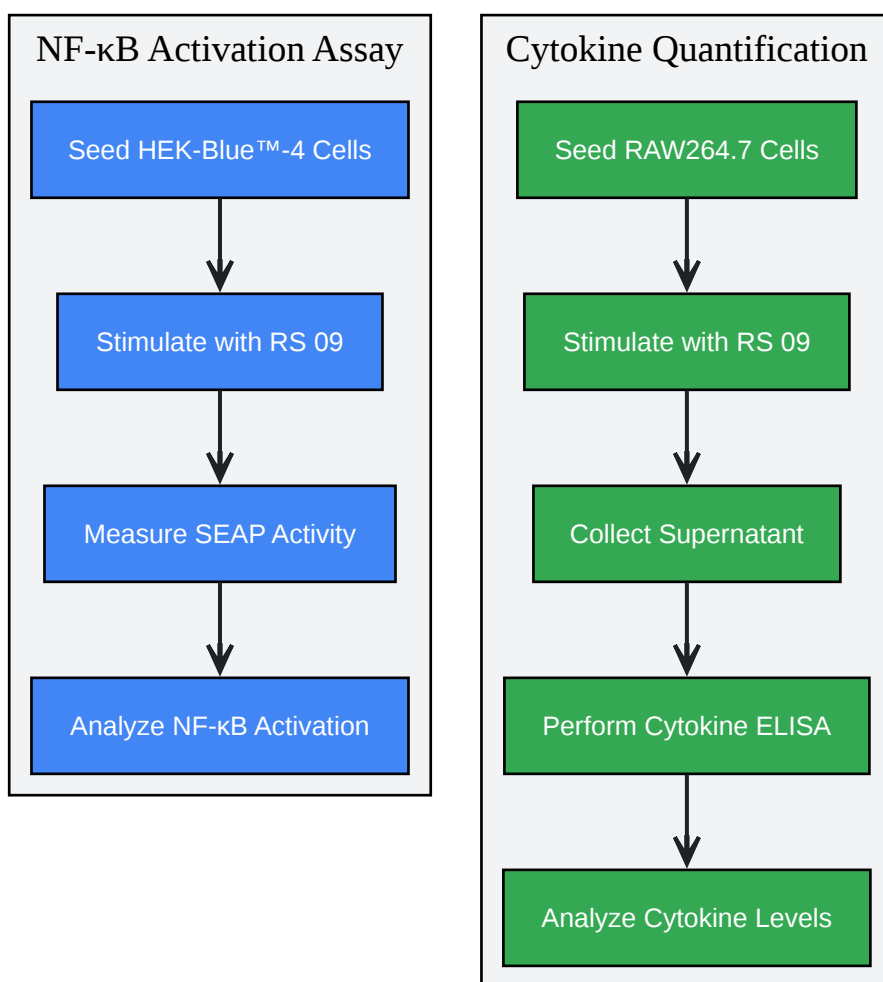 NF-κB Activation Assay
Seed HEK-Blue™-4 Cells
Stimulate with RS 09
Measure SEAP Activity
Analyze NF-κB Activation
Cytokine Quantification
Seed RAW264.7 Cells
Stimulate with RS 09
Collect Supernatant
Perform Cytokine ELISA
Analyze Cytokine Levels